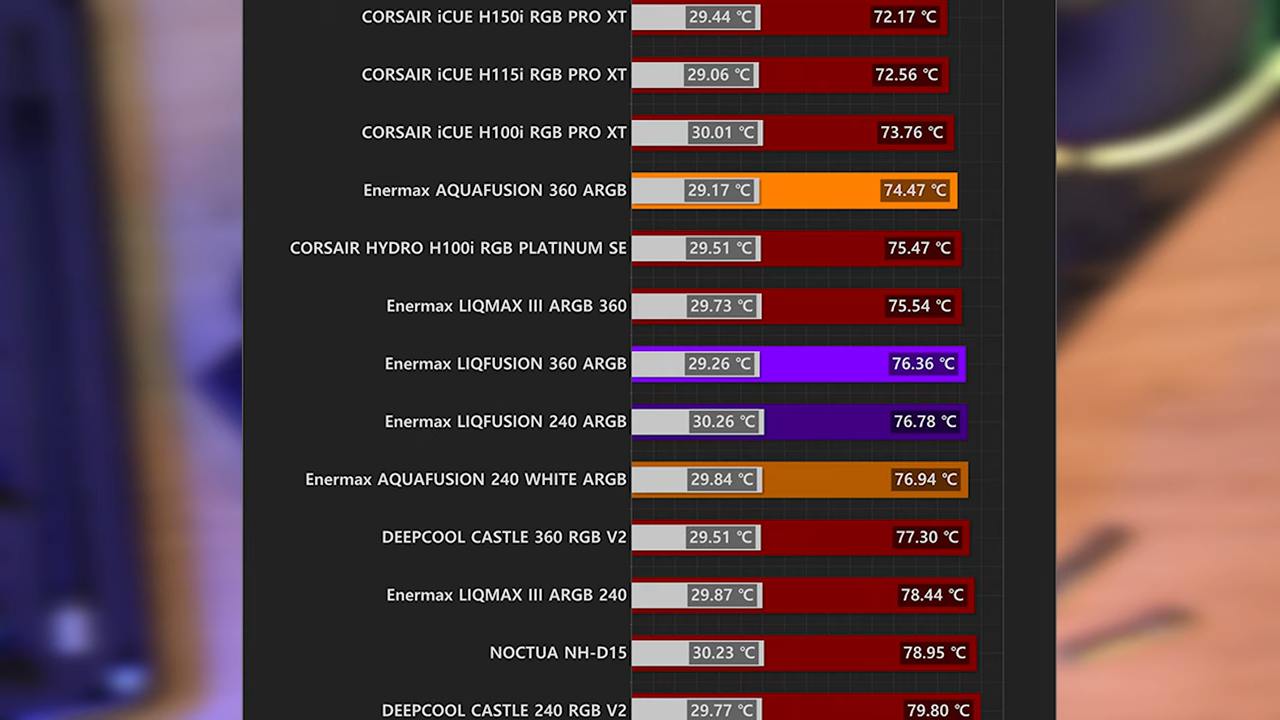 CORSAIR iCUE H150i RGB PRO XT 29.44 ℃ 72.17 ℃
CORSAIR iCUE H115i RGB PRO XT 29.06 ℃ 72.56 ℃
CORSAIR iCUE H100i RGB PRO XT 30.01 ℃ 73.76 ℃
Enermax AQUAFUSION 360 ARGB 29.17 ℃ 74.47 ℃
CORSAIR HYDRO H100i RGB PLATINUM SE 29.51 ℃ 75.47 ℃
Enermax LIQMAX III ARGB 360 29.73 ℃ 75.54 ℃
Enermax LIQFUSION 360 ARGB 29.26 ℃ 76.36 ℃
Enermax LIQFUSION 240 ARGB 30.26 ℃ 76.78 ℃
Enermax AQUAFUSION 240 WHITE ARGB 29.84 ℃ 76.94 ℃
DEEPCOOL CASTLE 360 RGB V2 29.51 ℃ 77.30 ℃
Enermax LIQMAX III ARGB 240 29.87 ℃ 78.44 ℃
NOCTUA NH-D15 30.23 ℃ 78.95 ℃
DEEPCOOL CASTLE 240 RGB V2 29.77 ℃ 79.80 ℃